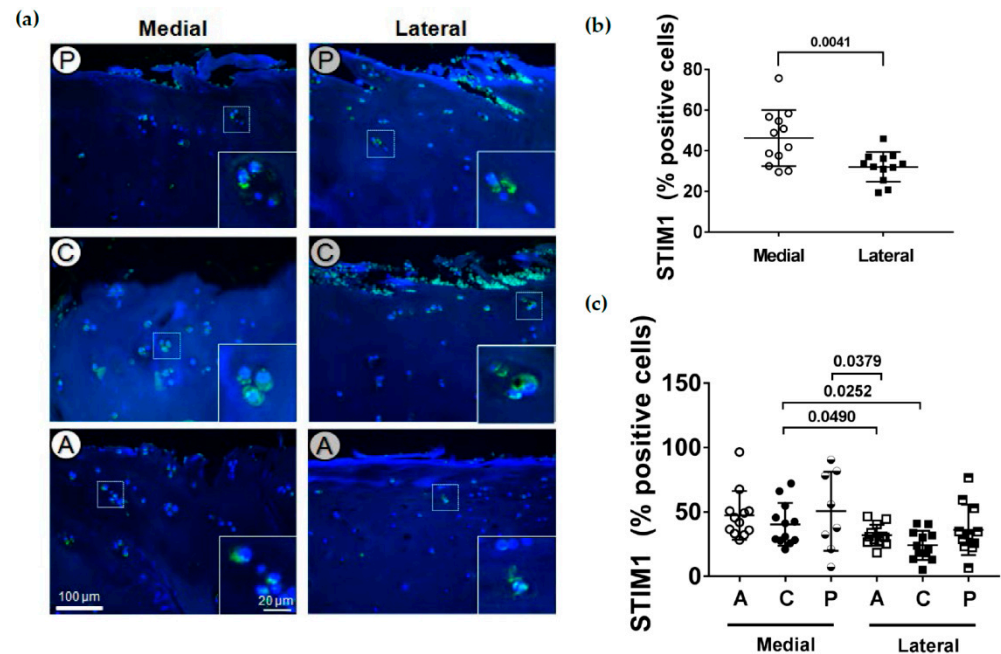 (a)
Medial
Lateral
P
P
C
C
A
A
100 µm
20 µm
(b)
0.0041
80
60
40
20
0
STIM1 (% positive cells)
Medial
Lateral
(c)
0.0379
0.0252
0.0490
150
100
50
0
STIM1 (% positive cells)
A C P A C P
Medial
Lateral